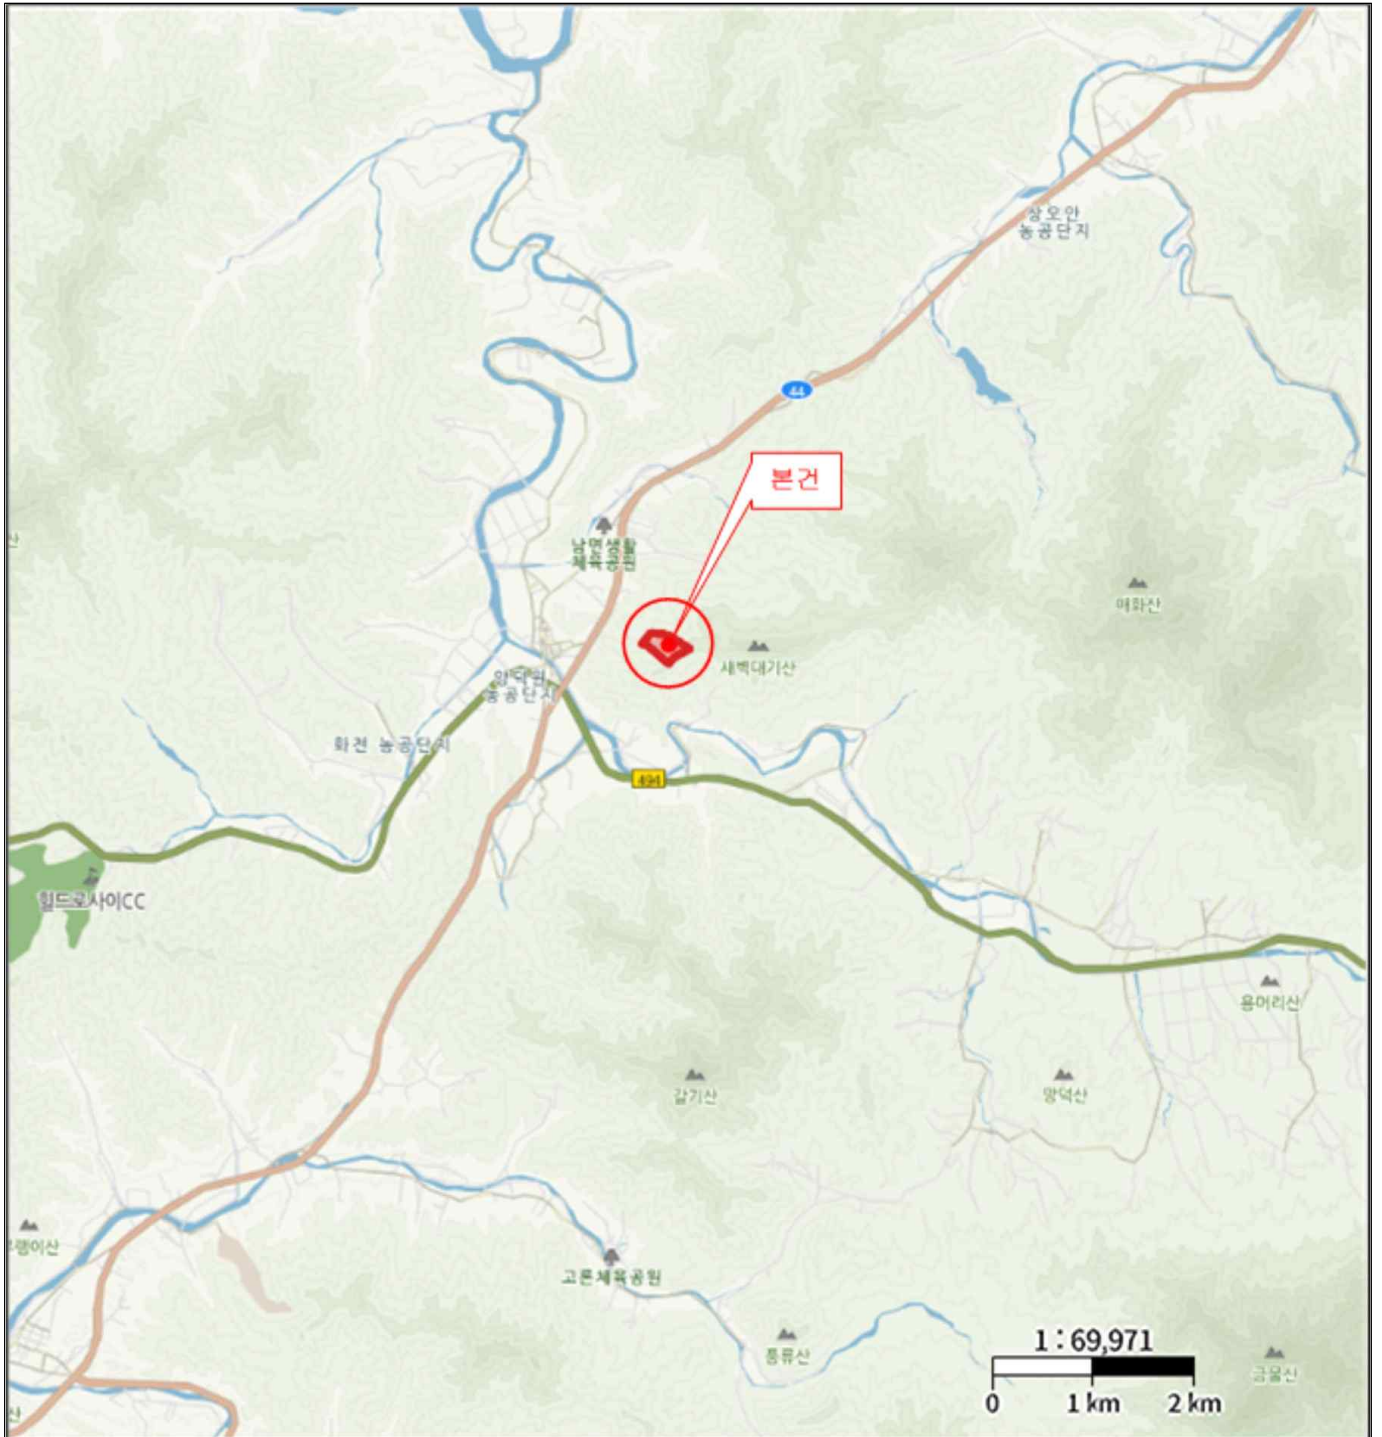 상오안
농공단지
44
본건
남면생활
체육공원
산
매화산
새백대기산
양덕원
농공단지
화전 농공단지
494
힐드로사이CC
용머리산
갈기산
망덕산
고론체육공원
풍류산
1:69,971
금물산
산
0 1 km 2 km